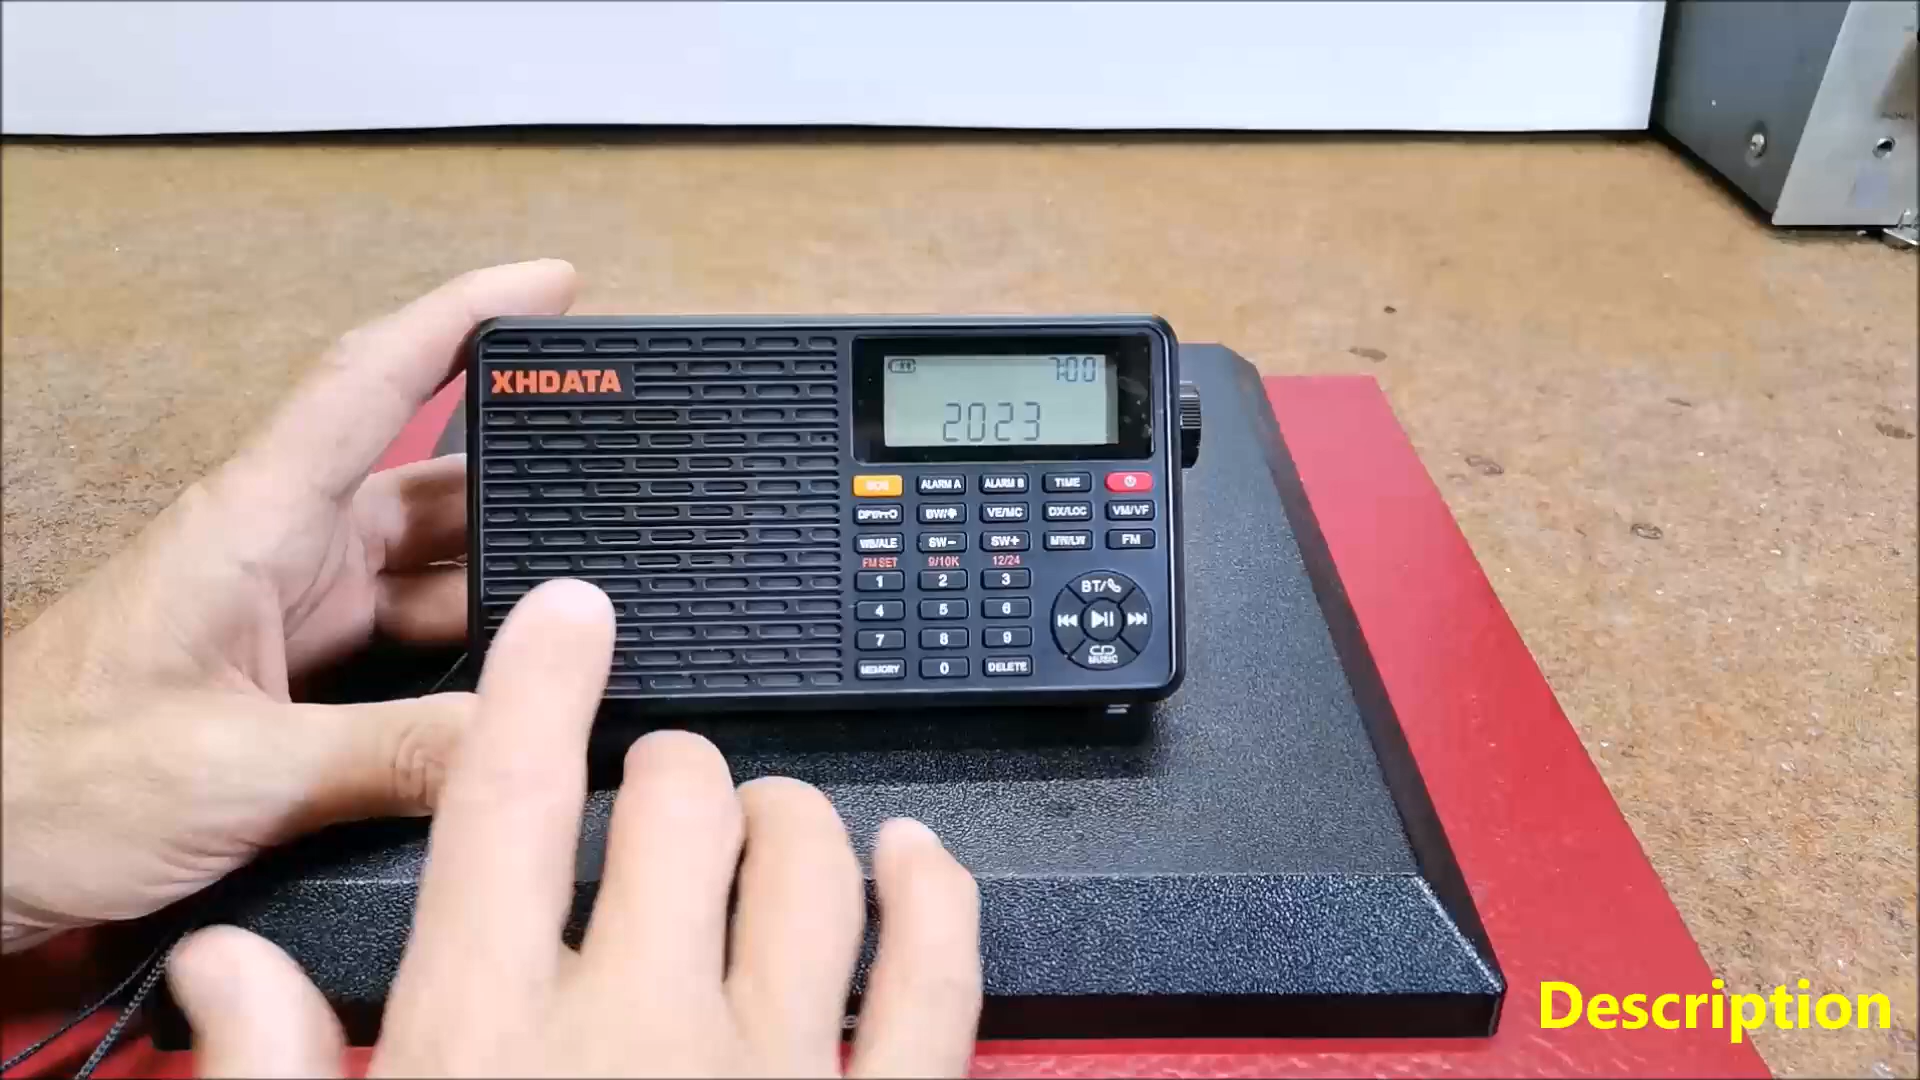 XHDATA
7:00
2023
SOS ALARM A ALARM B TIME
BW/ VE/MC DX/LOC VM/VF
WB/ALE SW- SW+ MW/LW FM
FM SET 9/10K 12/24
1 2 3
BT/
4 5 6
7 8 9
MUSIC
MEMORY 0 DELETE
Description